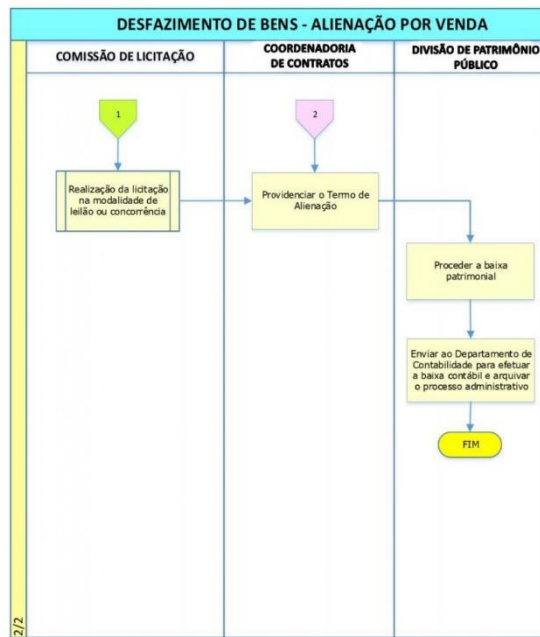 DESFAZIMENTO DE BENS - ALIENAÇÃO POR VENDA
COMISSÃO DE LICITAÇÃO
COORDENADORIA
DE CONTRATOS
DIVISÃO DE PATRIMÔNIO
PÚBLICO
1
2
Realização da licitação
na modalidade de
leilão ou concorrência
Providenciar o Termo de
Alienação
Proceder a baixa
patrimonial
Enviar ao Departamento de
Contabilidade para efetuar
a baixa contábil e arquivar
o processo administrativo
FIM
2/2